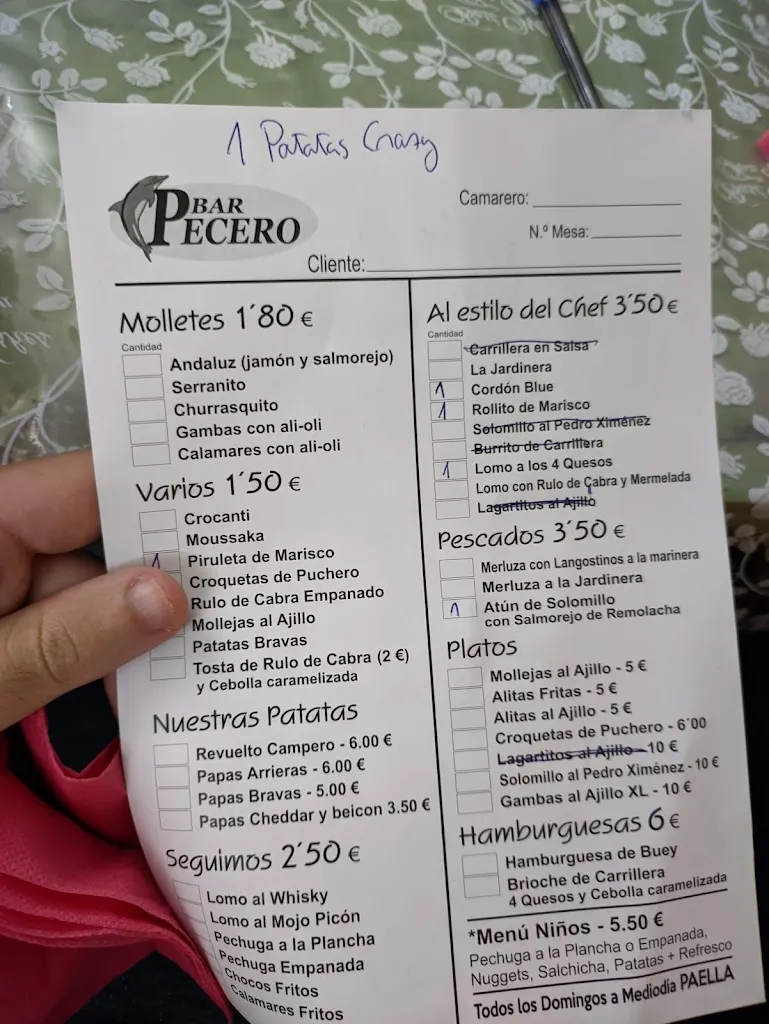 1 Patatas Crazy
BAR
PECERO
Camarero:
N.º Mesa:
Cliente:
Molletes 1´80 €
Cantidad
Andaluz (jamón y salmorejo)
Serranito
Churrasquito
Gambas con ali-oli
Calamares con ali-oli
Varios 1´50 €
Crocanti
Moussaka
1 Piruleta de Marisco
Croquetas de Puchero
Rulo de Cabra Empanado
Mollejas al Ajillo
Patatas Bravas
Tosta de Rulo de Cabra (2 €)
y Cebolla caramelizada
Nuestras Patatas
Revuelto Campero - 6.00 €
Papas Arrieras - 6.00 €
Papas Bravas - 5.00 €
Papas Cheddar y beicon 3.50 €
Seguimos 2´50 €
Lomo al Whisky
Lomo al Mojo Picón
Pechuga a la Plancha
Pechuga Empanada
Chocos Fritos
Calamares Fritos
Al estilo del Chef 3´50 €
Cantidad
Carrillera en Salsa
La Jardinera
1 Cordón Blue
1 Rollito de Marisco
Solomillo al Pedro Ximénez
Burrito de Carrillera
1 Lomo a los 4 Quesos
Lomo con Rulo de Cabra y Mermelada
Lagartitos al Ajillo
Pescados 3´50 €
Merluza con Langostinos a la marinera
Merluza a la Jardinera
1 Atún de Solomillo
con Salmorejo de Remolacha
Platos
Mollejas al Ajillo - 5 €
Alitas Fritas - 5 €
Alitas al Ajillo - 5 €
Croquetas de Puchero - 6´00
Lagartitos al Ajillo - 10 €
Solomillo al Pedro Ximénez - 10 €
Gambas al Ajillo XL - 10 €
Hamburguesas 6 €
Hamburguesa de Buey
Brioche de Carrillera
4 Quesos y Cebolla caramelizada
*Menú Niños - 5.50 €
Pechuga a la Plancha o Empanada,
Nuggets, Salchicha, Patatas + Refresco
Todos los Domingos a Mediodía PAELLA